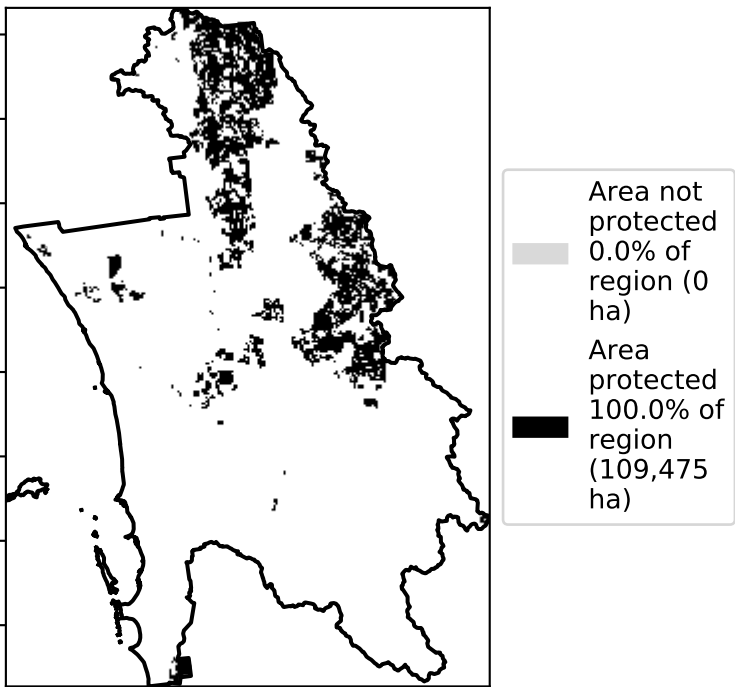 Area not
protected
0.0% of
region (0
ha)
Area
protected
100.0% of
region
(109,475
ha)